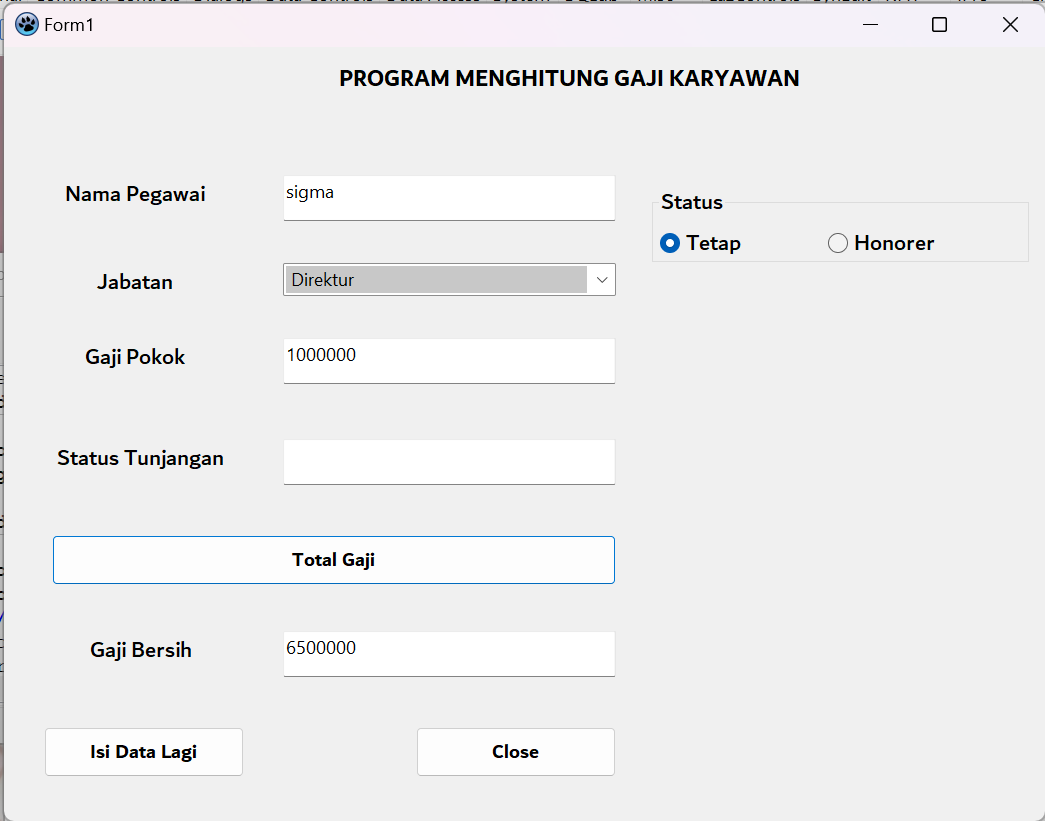 Form1
PROGRAM MENGHITUNG GAJI KARYAWAN
Nama Pegawai
sigma
Status
Tetap
Honorer
Jabatan
Direktur
Gaji Pokok
1000000
Status Tunjangan
Total Gaji
Gaji Bersih
6500000
Isi Data Lagi
Close